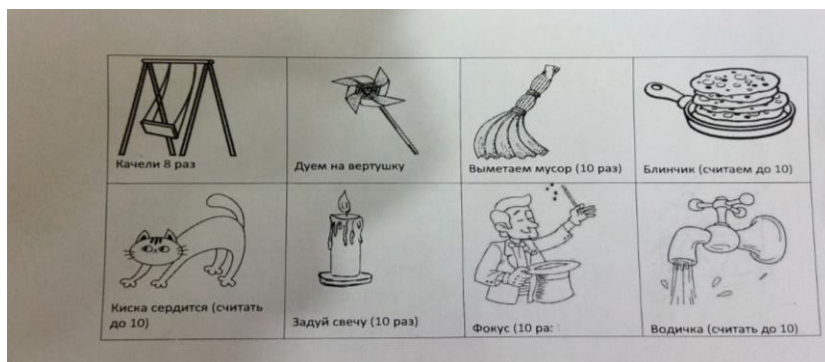 Качели 8 раз
Дуем на вертушку
Выметаем мусор (10 раз)
Блинчик (считаем до 10)
Киска сердится (считать
до 10)
Задуй свечу (10 раз)
Фокус (10 ра:
Водичка (считать до 10)